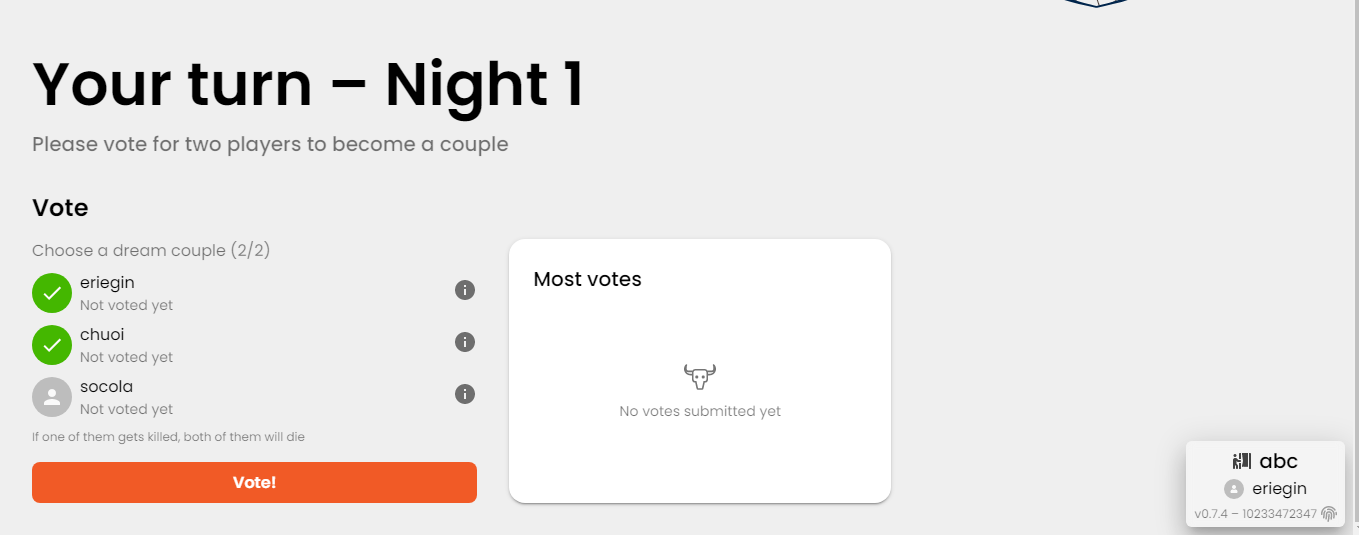 Your turn – Night 1
Please vote for two players to become a couple
Vote
Choose a dream couple (2/2)
eriegin
Not voted yet
chuoi
Not voted yet
socola
Not voted yet
If one of them gets killed, both of them will die
Vote!
Most votes
No votes submitted yet
abc
eriegin
v0.7.4 – 10233472347